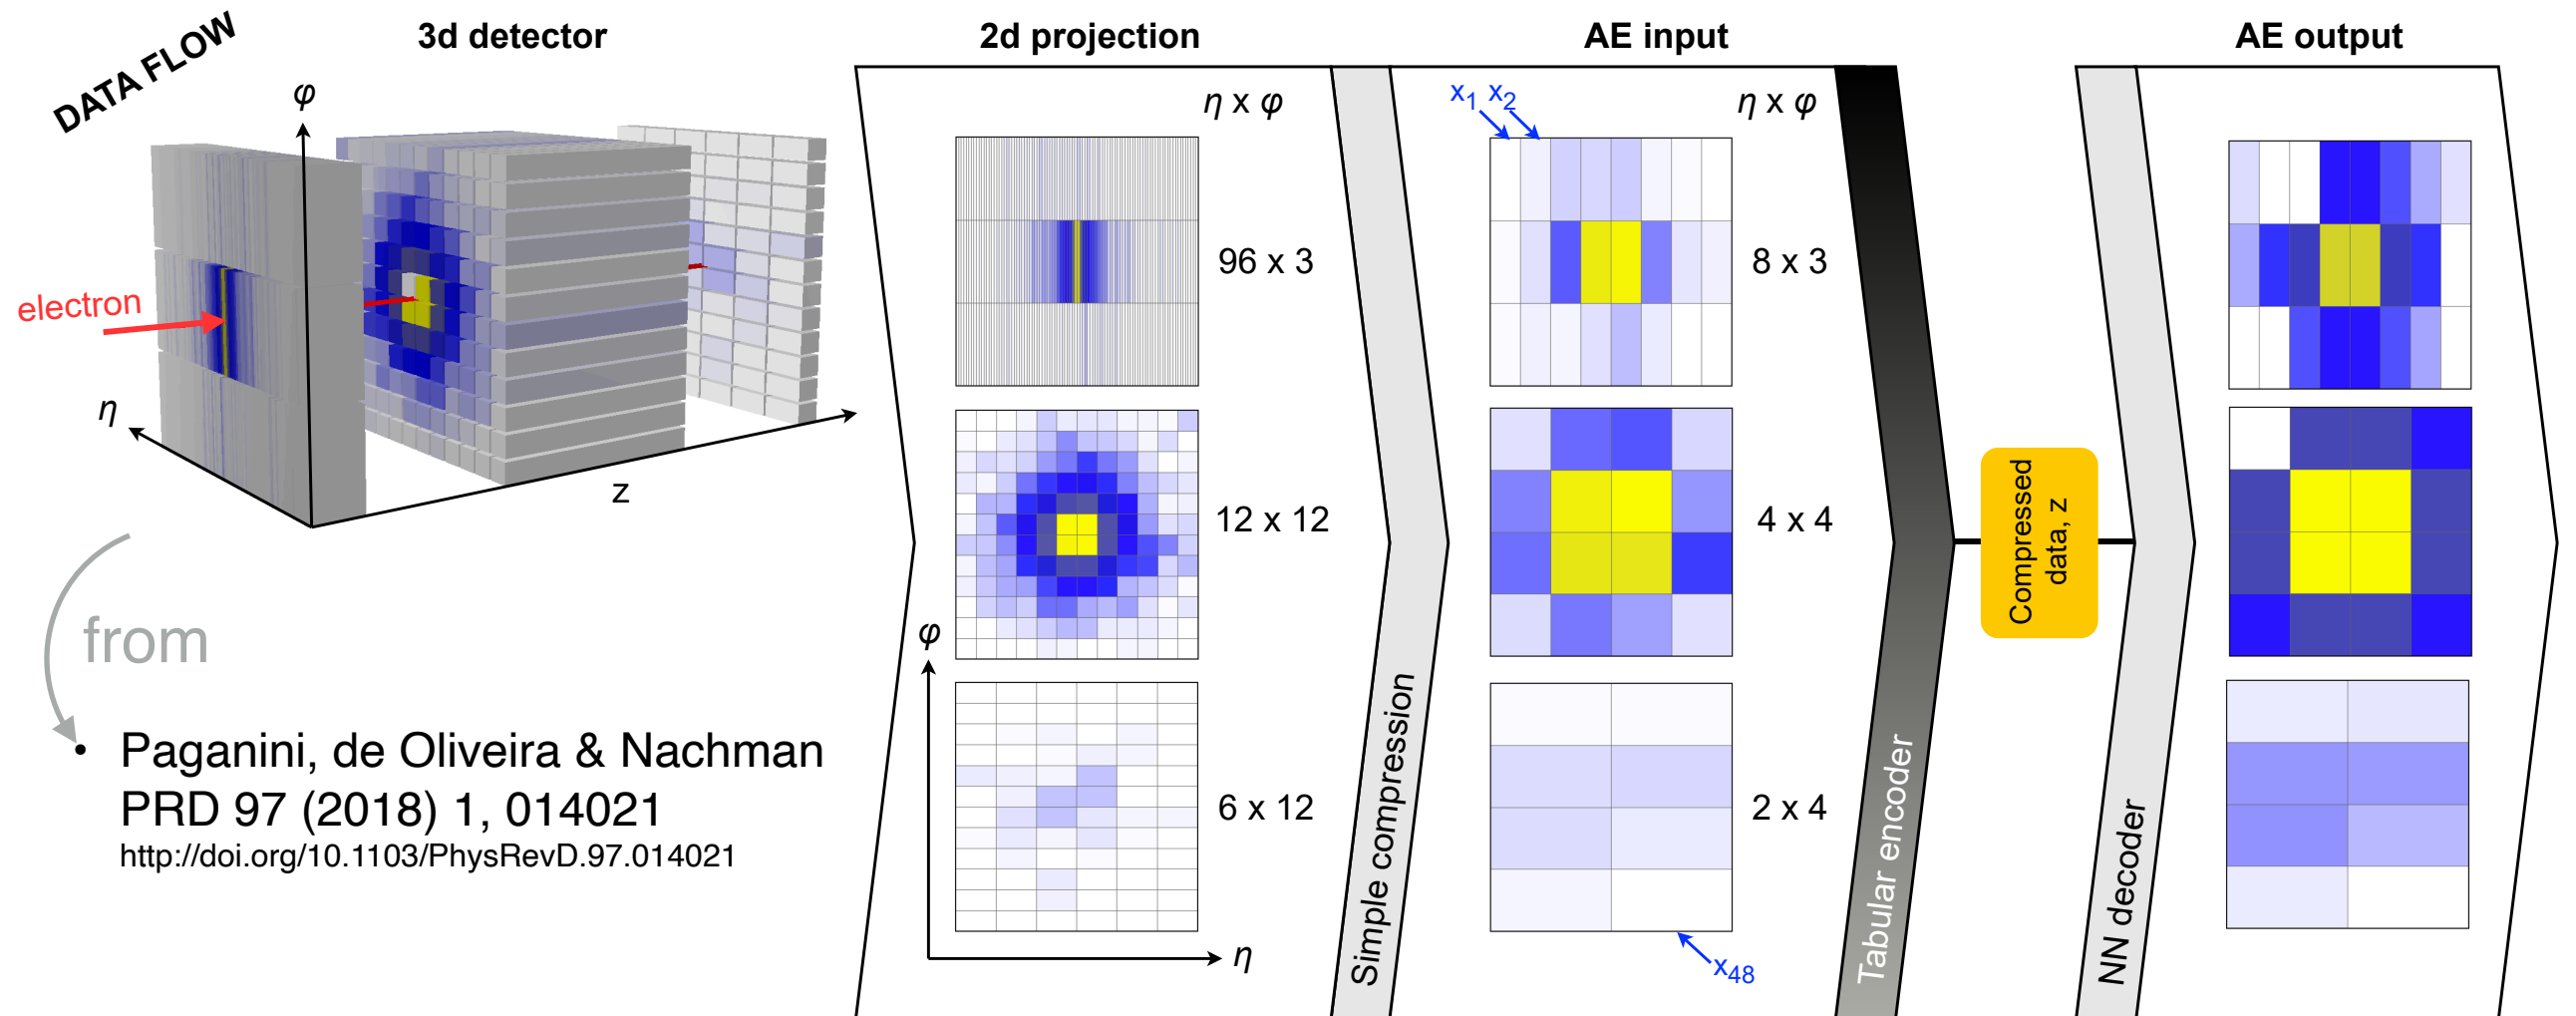 DATA FLOW
3d detector
2d projection
AE input
AE output
φ
η
z
electron
from
• Paganini, de Oliveira & Nachman
PRD 97 (2018) 1, 014021
http://doi.org/10.1103/PhysRevD.97.014021
η x φ
96 x 3
12 x 12
6 x 12
φ
η
Simple compression
x1 x2
η x φ
8 x 3
4 x 4
2 x 4
x48
Tabular encoder
Compressed
data, z
NN decoder